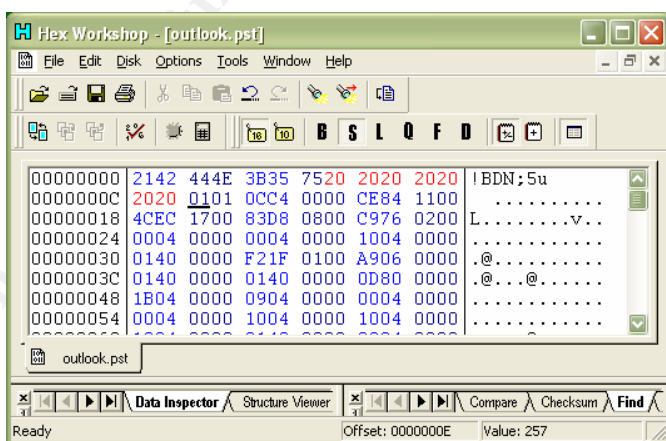 Hex Workshop - [outlook.pst]
File Edit Disk Options Tools Window Help
16 10 B S L Q F D
00000000 2142 444E 3B35 7520 2020 2020 !BDN;5u
0000000C 2020 0101 0CC4 0000 CE84 1100 ..........
00000018 4CEC 1700 83D8 0800 C976 0200 L........v..
00000024 0004 0000 0004 0000 1004 0000 ............
00000030 0140 0000 F21F 0100 A906 0000 .@..........
0000003C 0140 0000 0140 0000 0D80 0000 .@...@......
00000048 1B04 0000 0904 0000 0004 0000 ............
00000054 0004 0000 1004 0000 1004 0000 ............
outlook.pst
Data Inspector Structure Viewer Compare Checksum Find
Ready Offset: 0000000E Value: 257